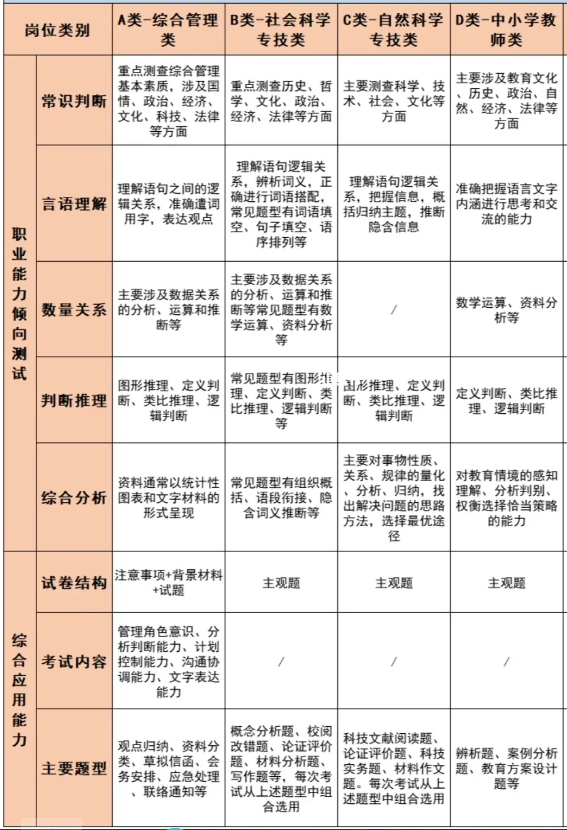 岗位类别
A类-综合管理
类
B类-社会科学
专技类
C类-自然科学
专技类
D类-中小学教
师类
职业能力倾向测试
常识判断
重点测查综合管理
基本素质，涉及国
情、政治、经济、
文化、科技、法律
等方面
重点测查历史、哲
学、文化、政治、
经济、法律等方面
主要测查科学、技
术、社会、文化等
方面
主要涉及教育文化
、历史、政治、自
然、经济、法律等
方面
言语理解
理解语句之间的逻
辑关系，准确遣词
用字，表达观点
理解语句逻辑关
系，辨析词义，正
确进行词语搭配，
常见题型有词语填
空、句子填空、语
序排列等
理解语句逻辑关
系，把握信息，概
括归纳主题，推断
隐含信息
准确把握语言文字
内涵进行思考和交
流的能力
数量关系
主要涉及数据关系
的分析、运算和推
断等
主要涉及数据关系
的分析、运算和推
断等常见题型有数
学运算、资料分析
等
/
数学运算、资料分
析等
判断推理
图形推理、定义判
断、类比推理、逻
辑判断
常见题型有图形推
理、定义判断、类
比推理、逻辑判断
等
图形推理、定义判
断、类比推理、逻
辑判断
定义判断、类比推
理、逻辑判断
综合分析
资料通常以统计性
图表和文字材料的
形式呈现
常见题型有组织概
括、语段衔接、隐
含词义推断等
主要对事物性质、
关系、规律的量化
、分析、归纳，找
出解决问题的思路
方法，选择最优途
径
对教育情境的感知
理解、分析判别、
权衡选择恰当策略
的能力
综合应用能力
试卷结构
注意事项+背景材料
+试题
主观题
主观题
主观题
考试内容
管理角色意识、分
析判断能力、计划
控制能力、沟通协
调能力、文字表达
能力
/
/
/
主要题型
观点归纳、资料分
类、草拟信函、会
务安排、应急处理
、联络通知等
概念分析题、校阅
改错题、论证评价
题、材料分析题、
写作题等，每次考
试从上述题型中组
合选用
科技文献阅读题、
论证评价题、科技
实务题、材料作文
题。每次考试从上
述题型中组合选用
辨析题、案例分析
题、教育方案设计
题等